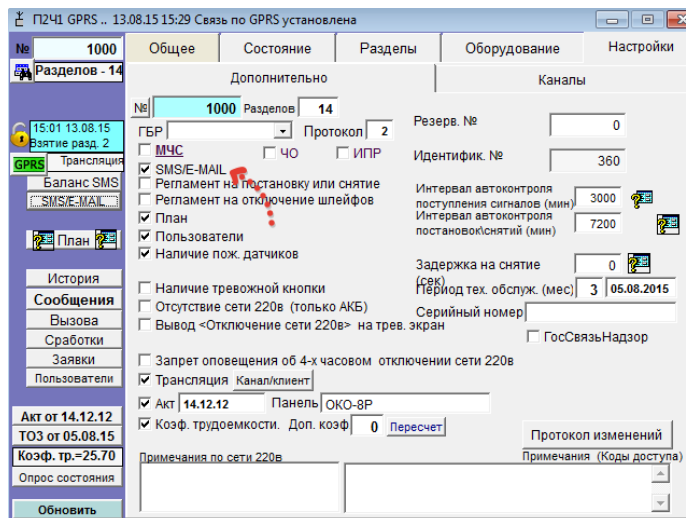 П2Ч1 GPRS .. 13.08.15 15:29 Связь по GPRS установлена
№ 1000
Разделов - 14
15:01 13.08.15
Взятие разд. 2
GPRS Трансляция
Баланс SMS
SMS/E-MAIL
План
История
Сообщения
Вызова
Сработки
Заявки
Пользователи
Акт от 14.12.12
ТО3 от 05.08.15
Коэф. тр.=25.70
Опрос состояния
Обновить
Общее Состояние Разделы Оборудование Настройки
Дополнительно Каналы
№ 1000 Разделов 14
ГБР Протокол 2
МЧС ЧО ИПР
SMS/E-MAIL
Регламент на постановку или снятие
Регламент на отключение шлейфов
План
Пользователи
Наличие пож. датчиков
Наличие тревожной кнопки
Отсутствие сети 220в (только АКБ)
Вывод <Отключение сети 220в> на трев. экран
Запрет оповещения об 4-х часовом отключении сети 220в
Трансляция Канал/клиент
Акт 14.12.12 Панель ОКО-8Р
Коэф. трудоемкости. Доп. коэф 0 Пересчет
Резерв. № 0
Идентифик. № 360
Интервал автоконтроля
поступления сигналов (мин) 3000
Интервал автоконтроля
постановок\снятий (мин) 7200
Задержка на снятие 0
(сек)
Период тех. обслуж. (мес) 3 05.08.2015
Серийный номер
ГосСвязьНадзор
Протокол изменений
Примечания по сети 220в
Примечания (Коды доступа)